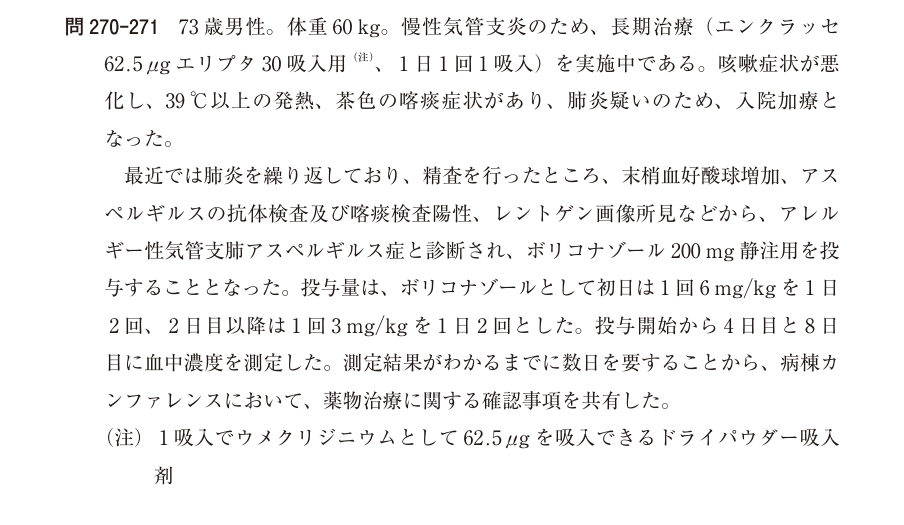 問 270-271 73 歳男性。体重 60 kg。慢性気管支炎のため、長期治療（エンクラッセ
62.5 μg エリプタ 30 吸入用（注）、1 日 1 回 1 吸入）を実施中である。咳嗽症状が悪
化し、39 ℃以上の発熱、茶色の喀痰症状があり、肺炎疑いのため、入院加療と
なった。
最近では肺炎を繰り返しており、精査を行ったところ、末梢血好酸球増加、アス
ペルギルスの抗体検査及び喀痰検査陽性、レントゲン画像所見などから、アレル
ギー性気管支肺アスペルギルス症と診断され、ボリコナゾール 200 mg 静注用を投
与することとなった。投与量は、ボリコナゾールとして初日は 1 回 6 mg/kg を 1 日
2 回、2 日目以降は 1 回 3 mg/kg を 1 日 2 回とした。投与開始から 4 日目と 8 日
目に血中濃度を測定した。測定結果がわかるまでに数日を要することから、病棟カ
ンファレンスにおいて、薬物治療に関する確認事項を共有した。
（注） 1 吸入でウメクリジニウムとして 62.5 μg を吸入できるドライパウダー吸入
剤